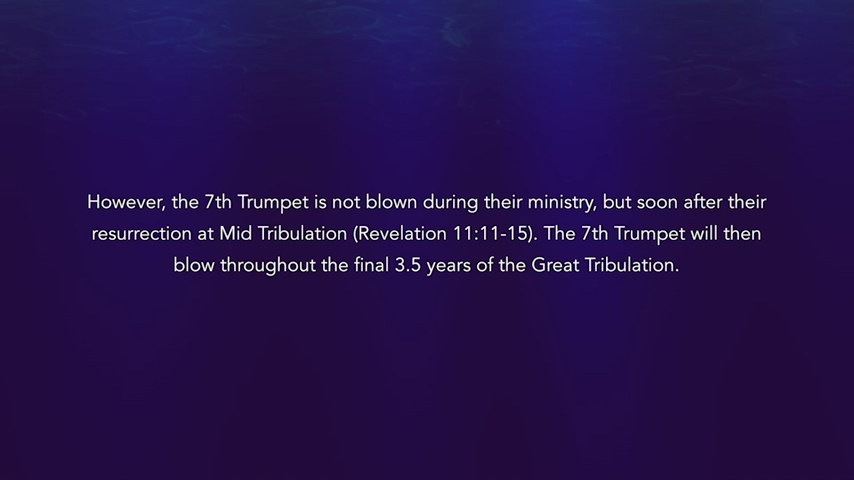 However, the 7th Trumpet is not blown during their ministry, but soon after their
resurrection at Mid Tribulation (Revelation 11:11-15). The 7th Trumpet will then
blow throughout the final 3.5 years of the Great Tribulation.